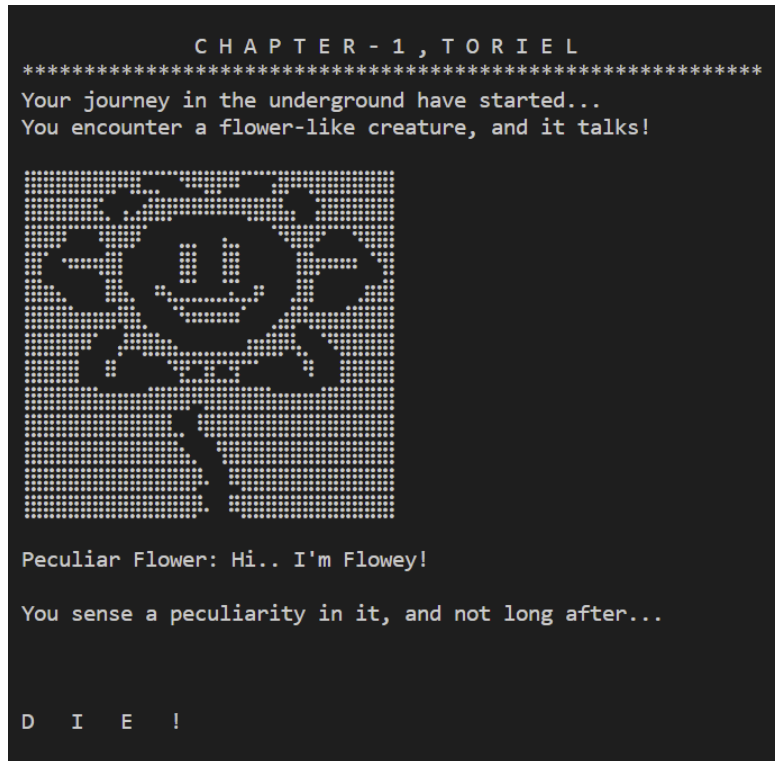 C H A P T E R - 1 , T O R I E L
************************************************************
Your journey in the underground have started...
You encounter a flower-like creature, and it talks!
Peculiar Flower: Hi.. I'm Flowey!
You sense a peculiarity in it, and not long after...
D I E !